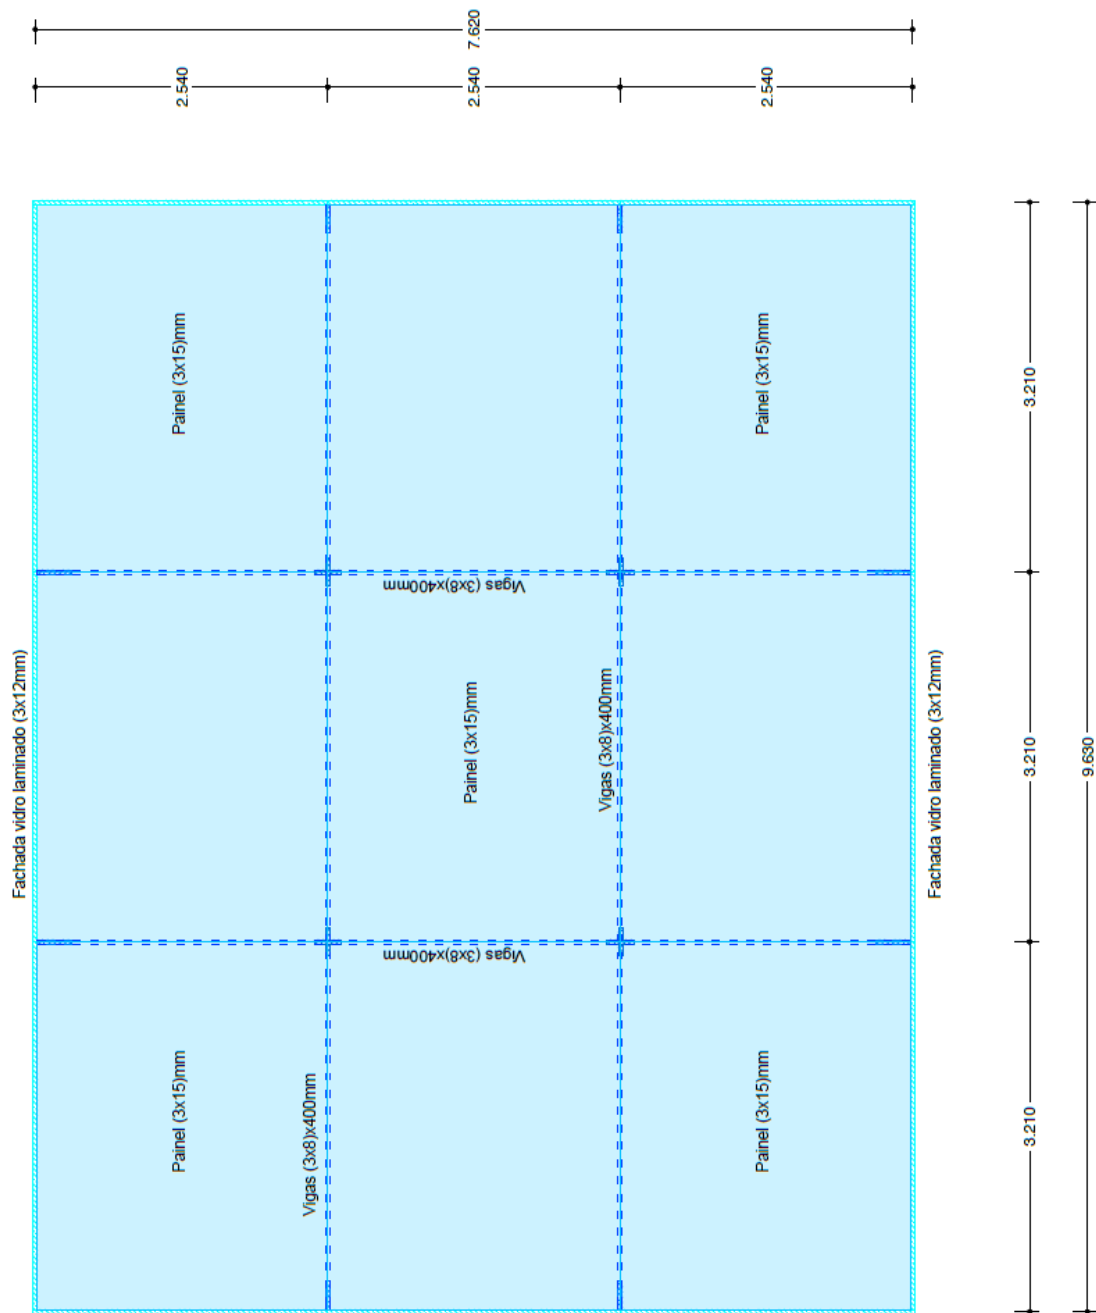 7.620
2.540
2.540
2.540
Painel (3x15)mm
Painel (3x15)mm
3.210
Vigas (3x8)x400mm
Fachada vidro laminado (3x12mm)
Painel (3x15)mm
Vigas (3x8)x400mm
Fachada vidro laminado (3x12mm)
3.210
9.630
Vigas (3x8)x400mm
Painel (3x15)mm
Vigas (3x8)x400mm
Painel (3x15)mm
3.210